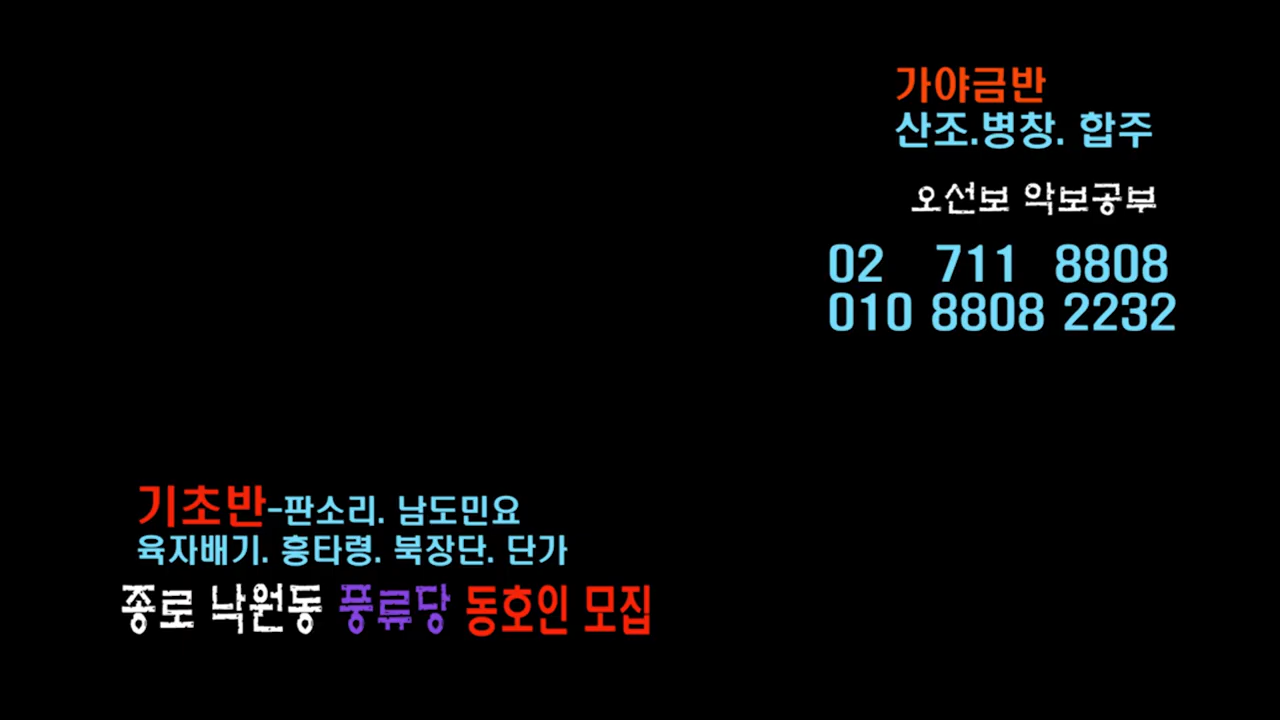 가야금반
산조.병창. 합주
오선보 악보공부
02 711 8808
010 8808 2232
기초반-판소리. 남도민요
육자배기. 흥타령. 북장단. 단가
종로 낙원동 풍류당 동호인 모집